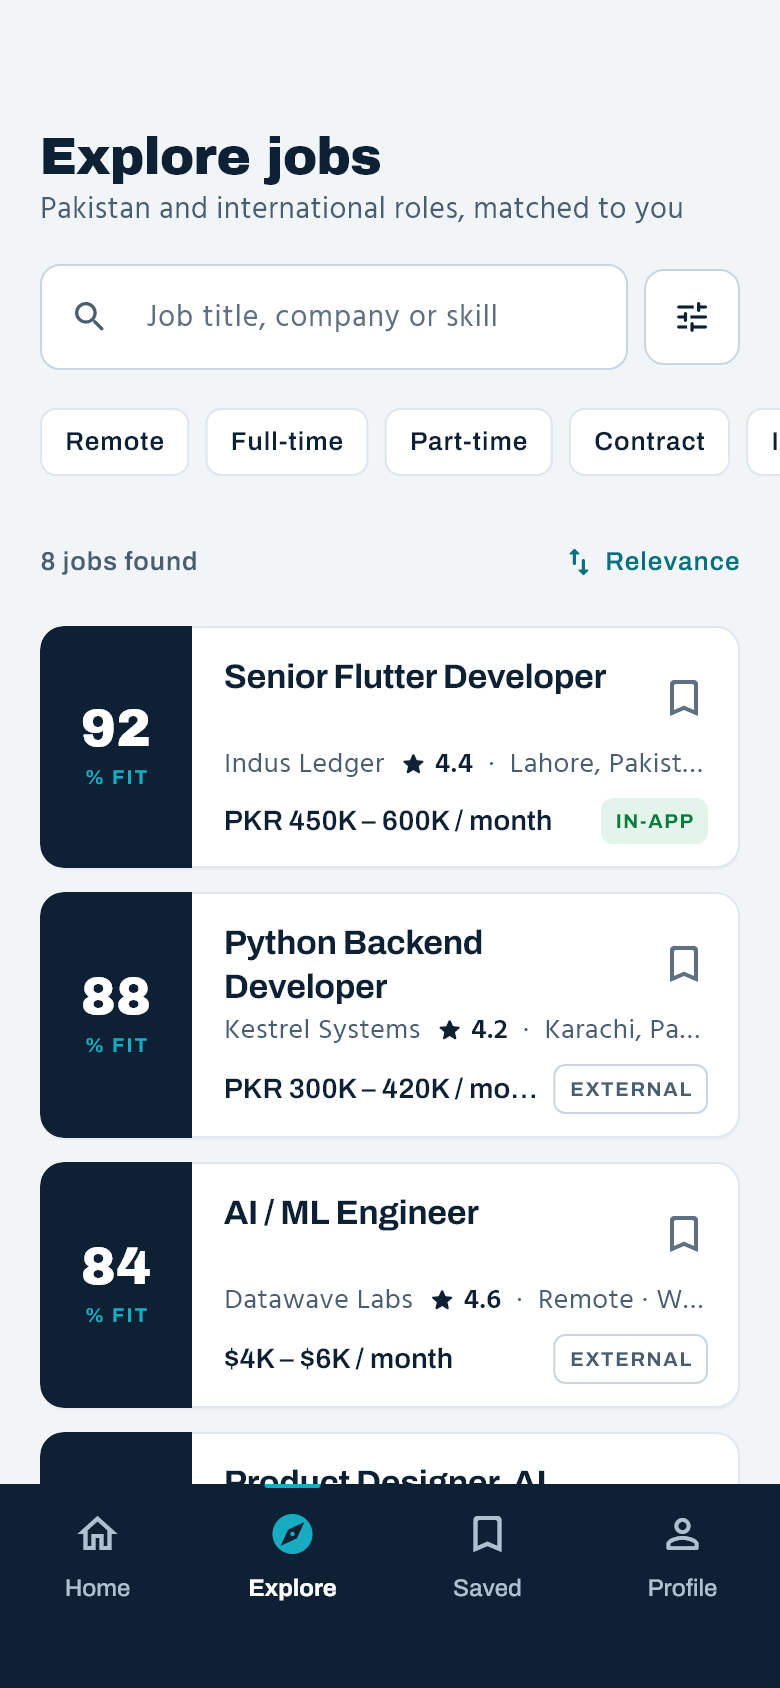 Explore jobs
Pakistan and international roles, matched to you
Job title, company or skill
Remote
Full-time
Part-time
Contract
8 jobs found
Relevance
92
% FIT
Senior Flutter Developer
Indus Ledger ★ 4.4 · Lahore, Pakist...
PKR 450K – 600K / month
IN-APP
88
% FIT
Python Backend
Developer
Kestrel Systems ★ 4.2 · Karachi, Pa...
PKR 300K – 420K / mo...
EXTERNAL
84
% FIT
AI / ML Engineer
Datawave Labs ★ 4.6 · Remote · W...
$4K – $6K / month
EXTERNAL
Product Designer, AI
Home
Explore
Saved
Profile